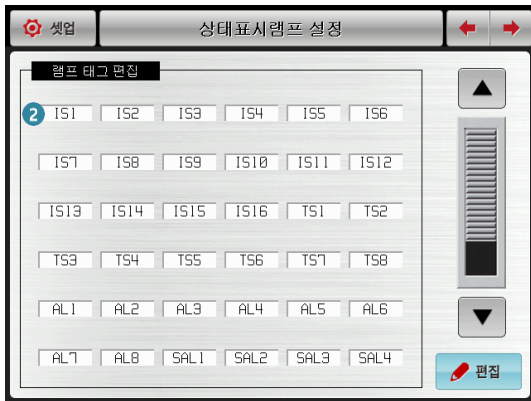 셋업 상태표시램프 설정
램프 태그 편집
2 IS1 IS2 IS3 IS4 IS5 IS6
IS7 IS8 IS9 IS10 IS11 IS12
IS13 IS14 IS15 IS16 TS1 TS2
TS3 TS4 TS5 TS6 TS7 TS8
AL1 AL2 AL3 AL4 AL5 AL6
AL7 AL8 SAL1 SAL2 SAL3 SAL4
편집